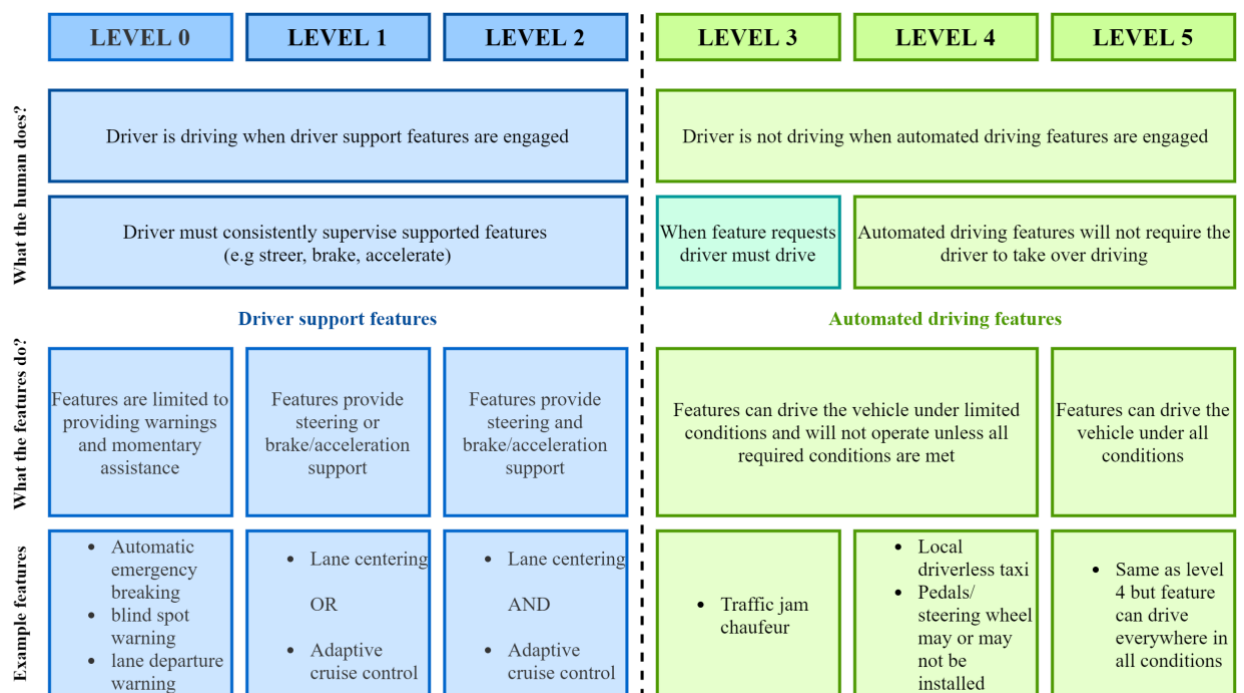 LEVEL 0
LEVEL 1
LEVEL 2
LEVEL 3
LEVEL 4
LEVEL 5
What the human does?
Driver is driving when driver support features are engaged
Driver is not driving when automated driving features are engaged
Driver must consistently supervise supported features
(e.g streer, brake, accelerate)
When feature requests
driver must drive
Automated driving features will not require the
driver to take over driving
Driver support features
Automated driving features
What the features do?
Features are limited to
providing warnings
and momentary
assistance
Features provide
steering or
brake/acceleration
support
Features provide
steering and
brake/acceleration
support
Features can drive the vehicle under limited
conditions and will not operate unless all
required conditions are met
Features can drive the
vehicle under all
conditions
Example features
• Automatic
emergency
breaking
• blind spot
warning
• lane departure
warning
• Lane centering
OR
• Adaptive
cruise control
• Lane centering
AND
• Adaptive
cruise control
• Traffic jam
chaufeur
• Local
driverless taxi
• Pedals/
steering wheel
may or may
not be
installed
• Same as level
4 but feature
can drive
everywhere in
all conditions